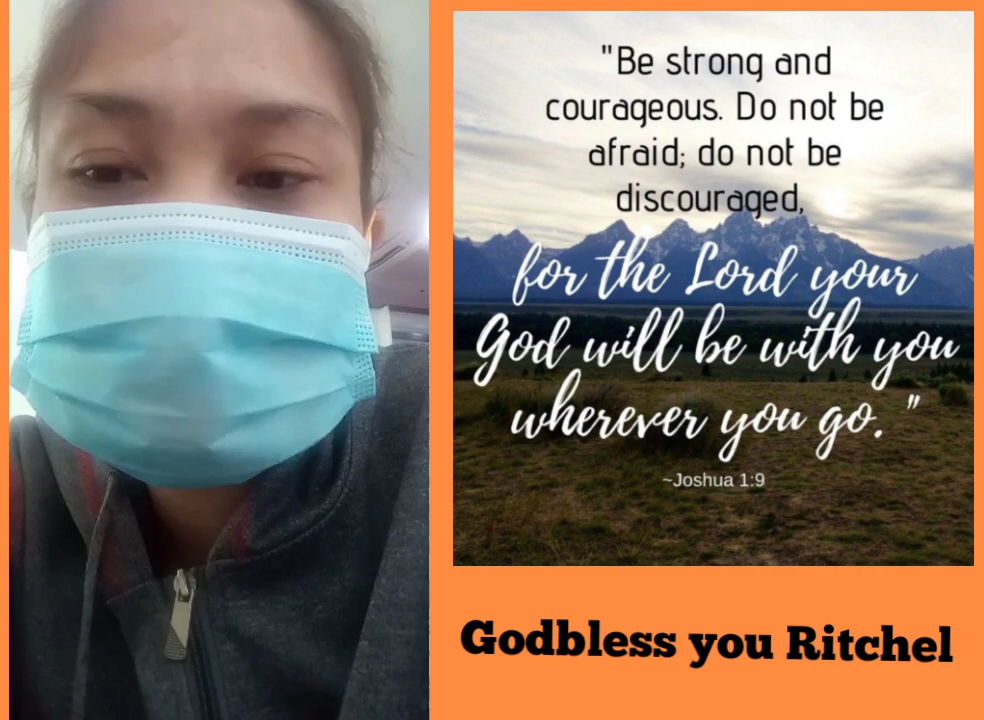 "Be strong and
courageous. Do not be
afraid; do not be
discouraged,
for the Lord your
God will be with you
wherever you go."
~Joshua 1:9
Godbless you Ritchel